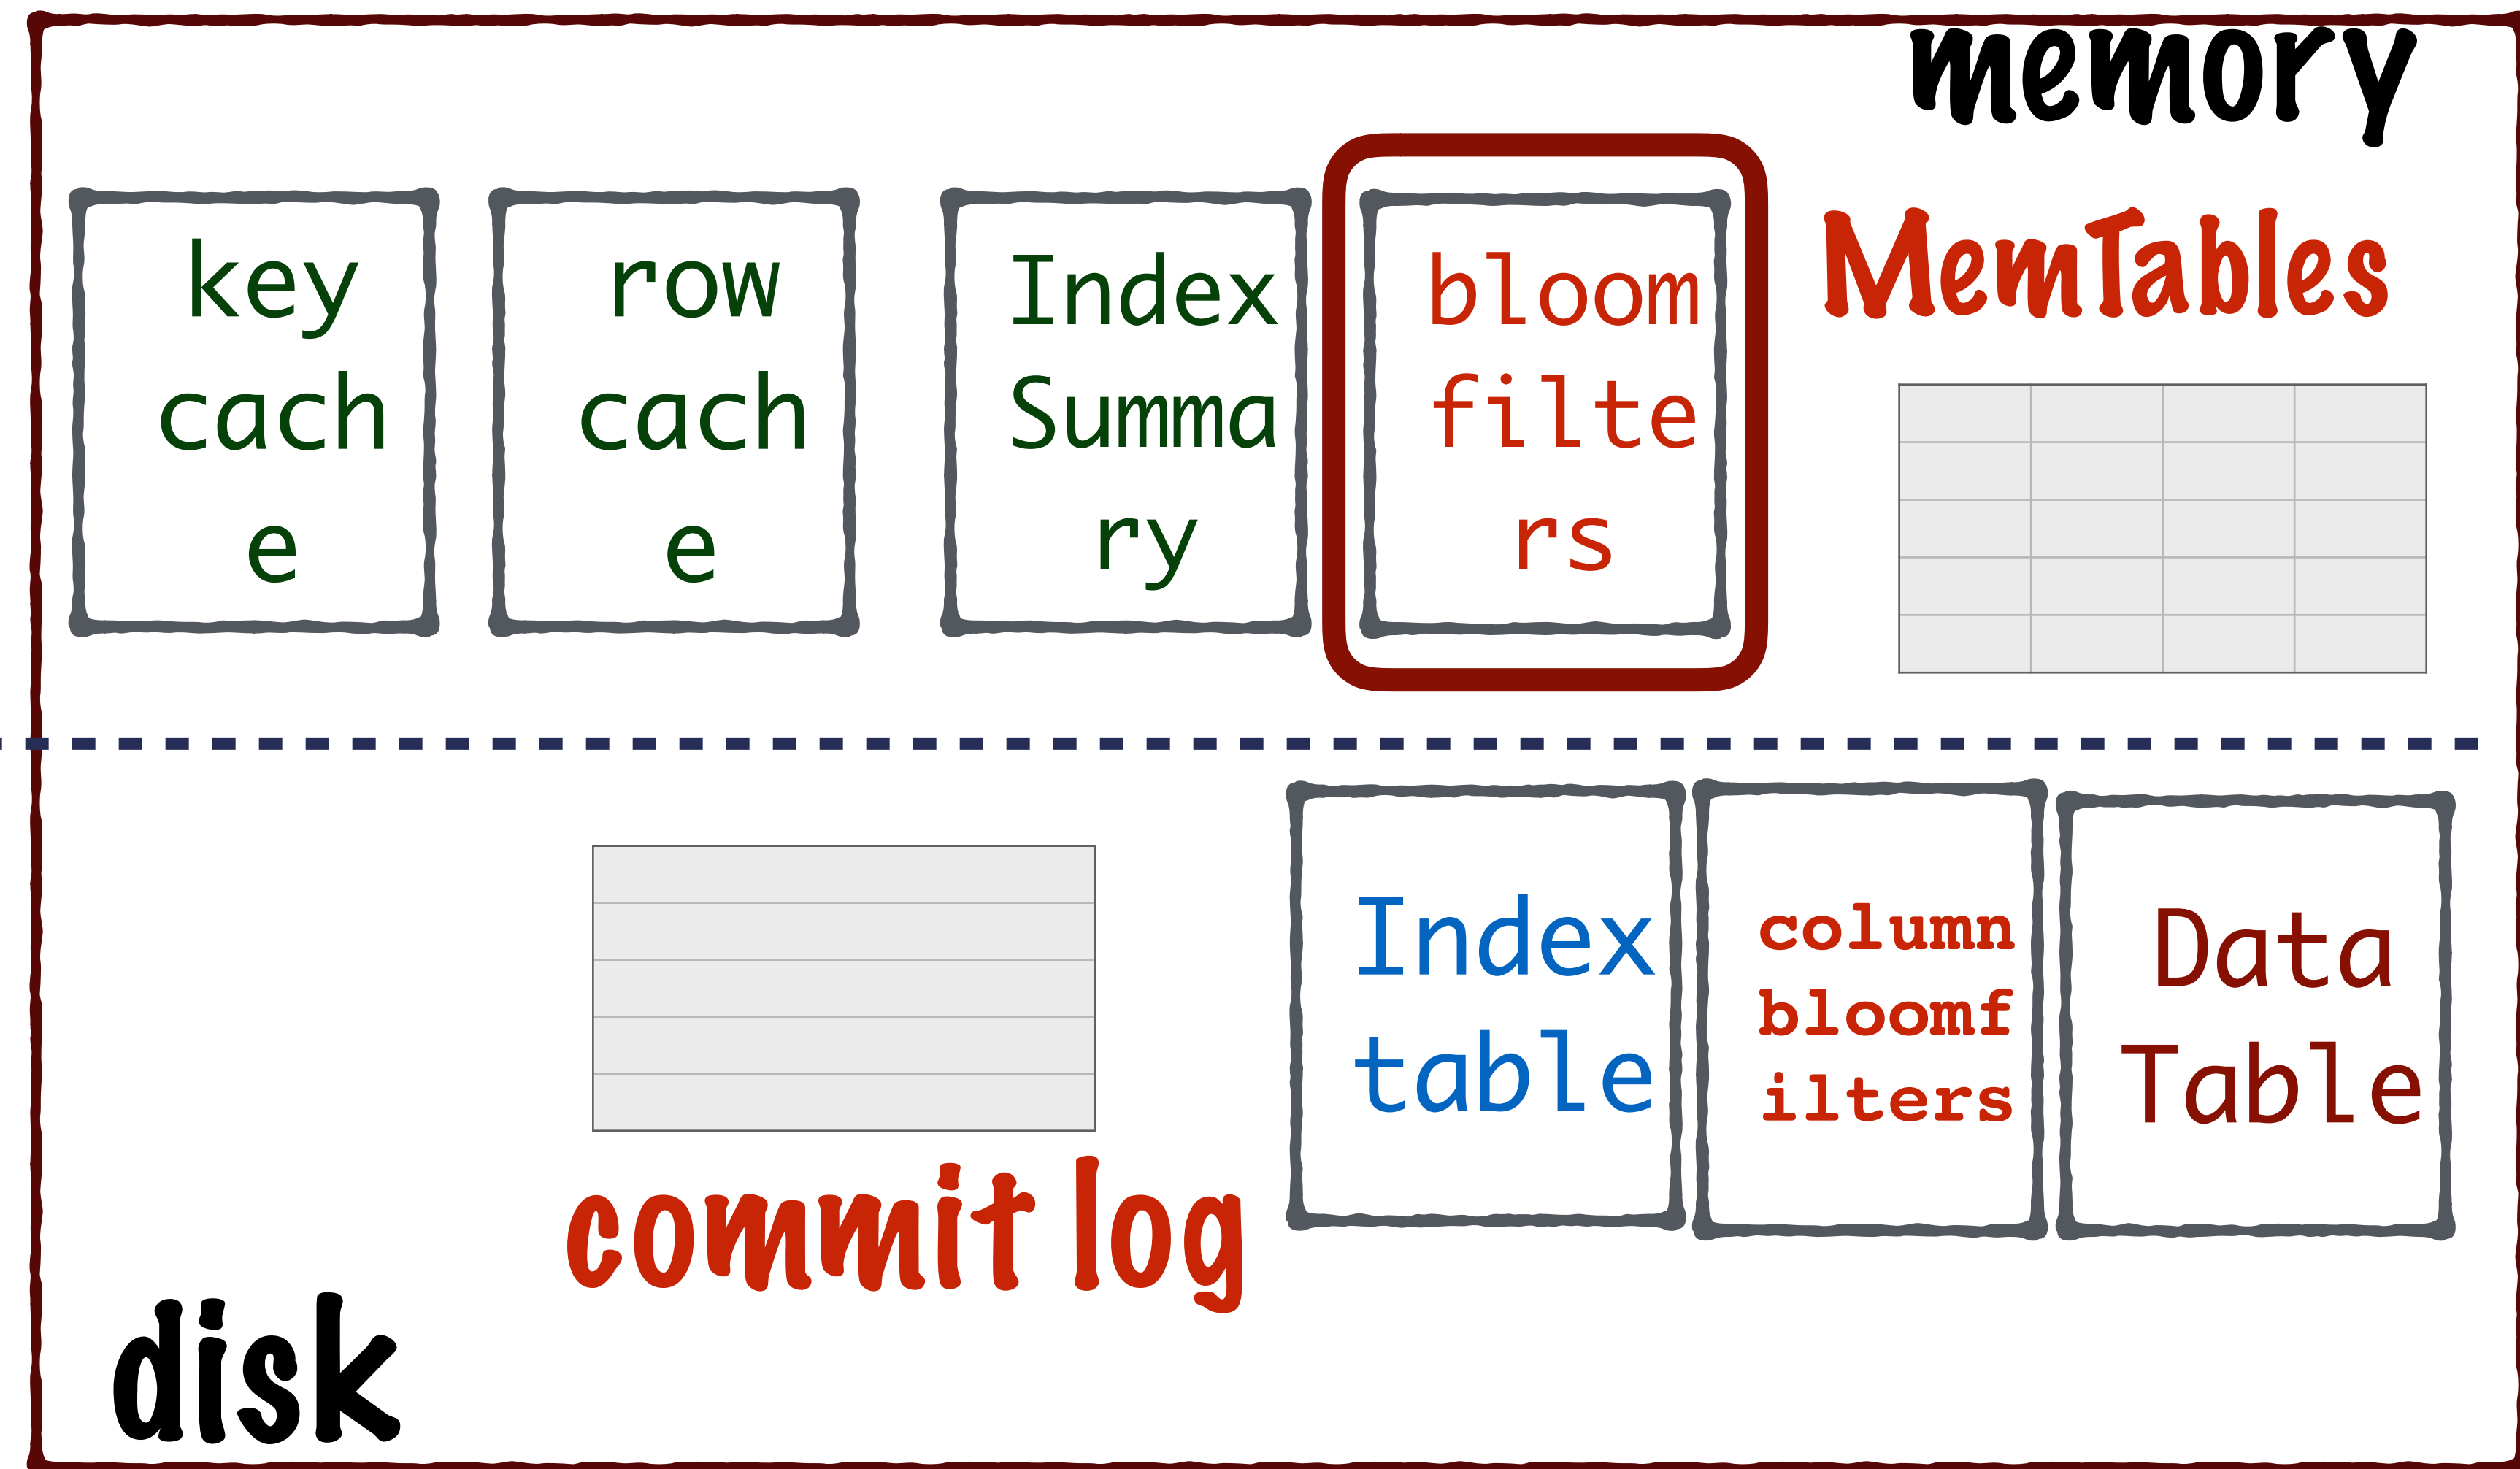 memory
key
cach
e
row
cach
e
Index
Summa
ry
bloom
filte
rs
MemTables
Index
table
column
bloomf
ilters
Data
Table
commit log
disk